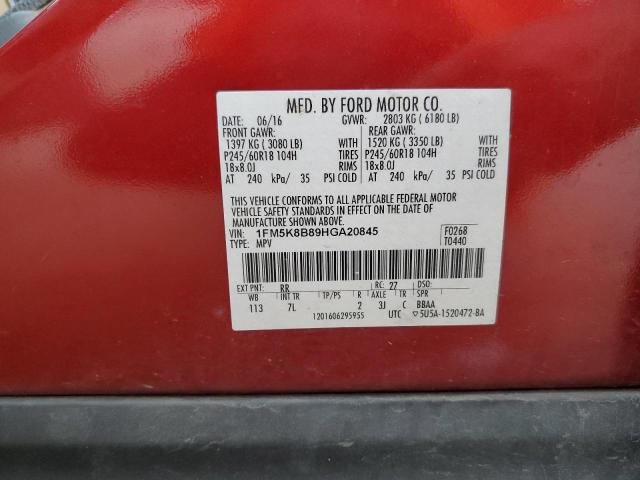 MFD. BY FORD MOTOR CO.
DATE: 06/16 GVWR: 2803 KG ( 6180 LB)
FRONT GAWR: REAR GAWR:
1397 KG ( 3080 LB) WITH 1520 KG ( 3350 LB) WITH
P245/60R18 104H TIRES P245/60R18 104H TIRES
18x8.0J RIMS 18x8.0J RIMS
AT 240 kPa/ 35 PSI COLD AT 240 kPa/ 35 PSI COLD
THIS VEHICLE CONFORMS TO ALL APPLICABLE FEDERAL MOTOR
VEHICLE SAFETY STANDARDS IN EFFECT ON THE DATE OF
MANUFACTURE SHOWN ABOVE.
VIN: 1FM5K8B89HGA20845 F0268
TYPE: MPV T0440
EXT PNT: RR RC: 27 DSO:
WB INT TR TP/PS R AXLE TR SPR
113 7L 2 3J C BBAA
1201606295955 UTC ▽5U5A-1520472-BA